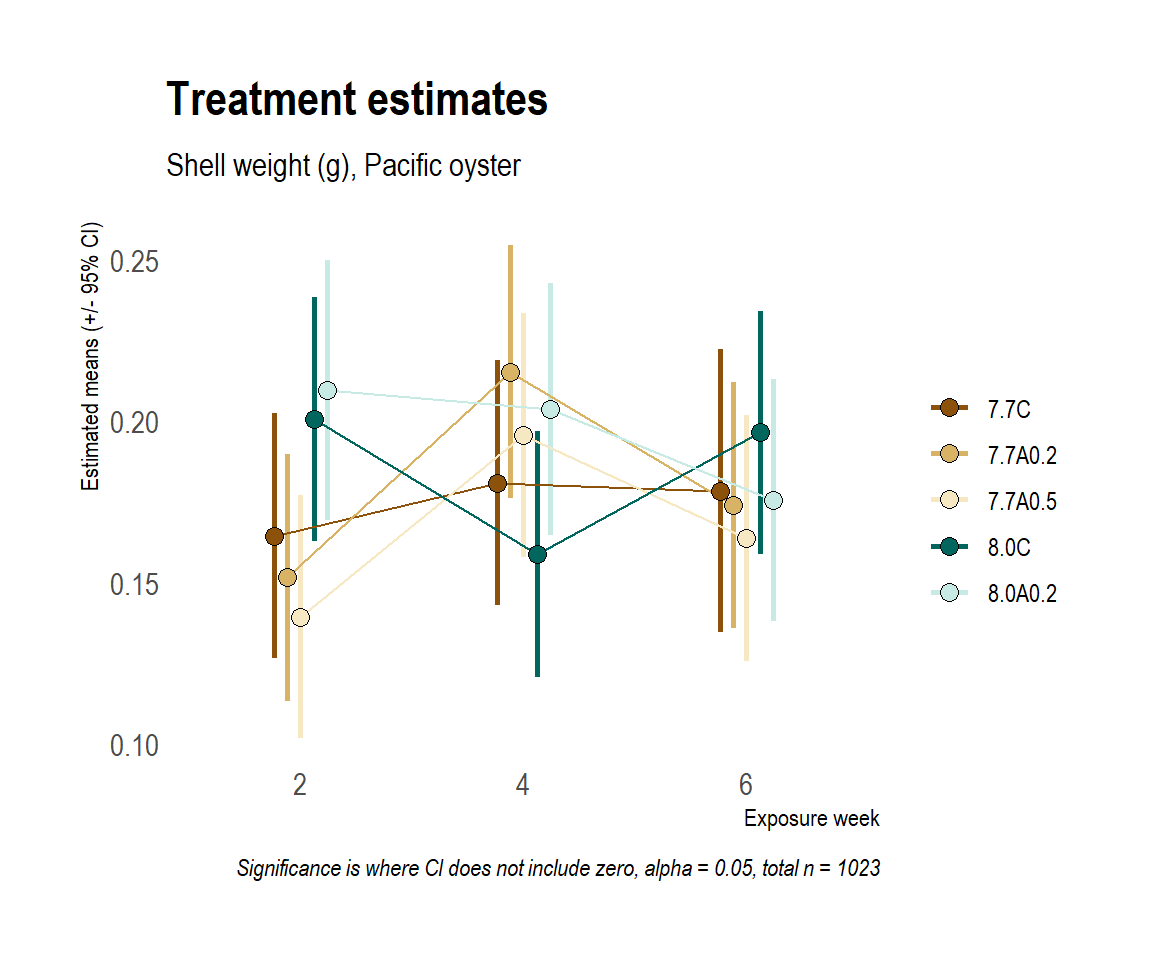 Treatment estimates
Shell weight (g), Pacific oyster
Estimated means (+/- 95% CI)
0.25
0.20
0.15
0.10
2
4
6
Exposure week
7.7C
7.7A0.2
7.7A0.5
8.0C
8.0A0.2
Significance is where CI does not include zero, alpha = 0.05, total n = 1023